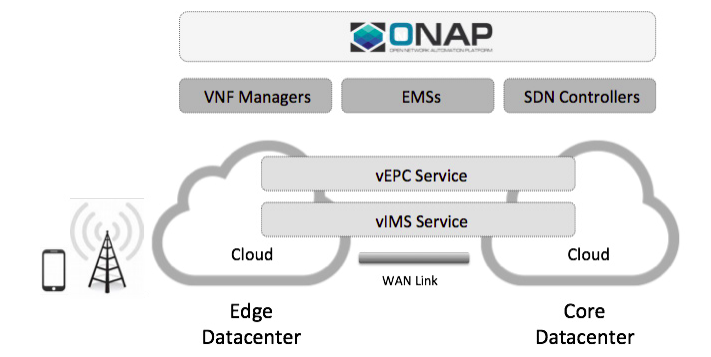 ONAP
OPEN NETWORK AUTOMATION PLATFORM
VNF Managers
EMSs
SDN Controllers
vEPC Service
vIMS Service
Cloud
Cloud
WAN Link
Edge
Datacenter
Core
Datacenter